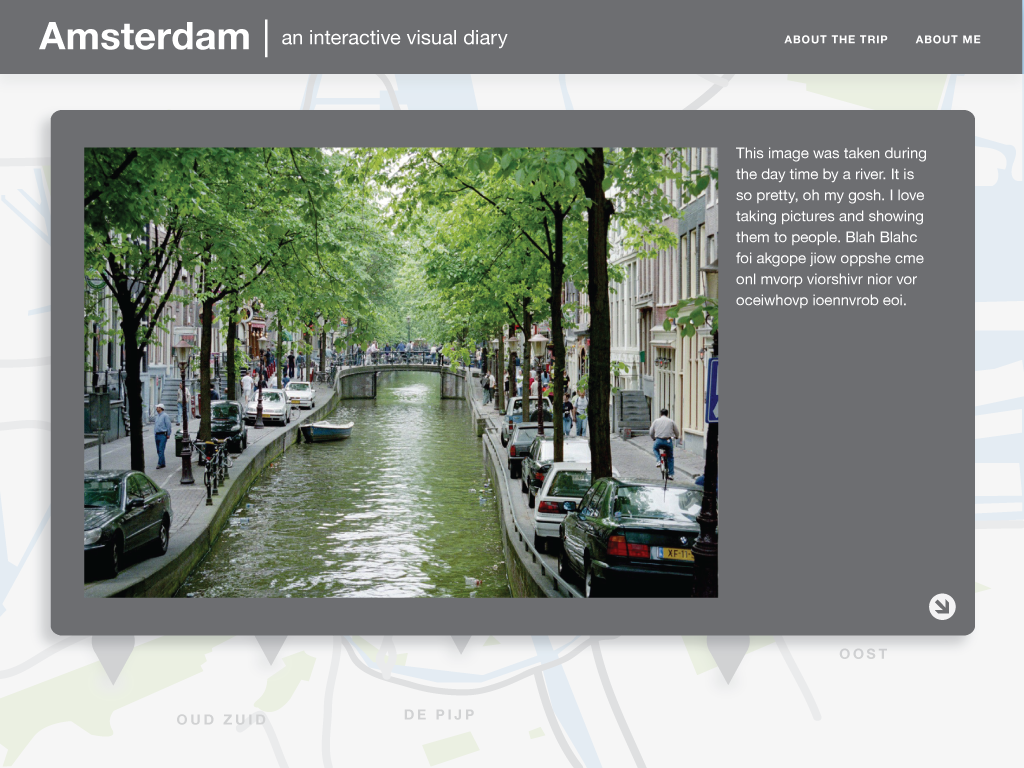 Amsterdam | an interactive visual diary
ABOUT THE TRIP
ABOUT ME
This image was taken during
the day time by a river. It is
so pretty, oh my gosh. I love
taking pictures and showing
them to people. Blah Blahc
foi akgope jiow oppshe cme
onl mvorp viorshivr nior vor
oceiwhovp ioennvrob eoi.
OOST
OUD ZUID
DE PIJP